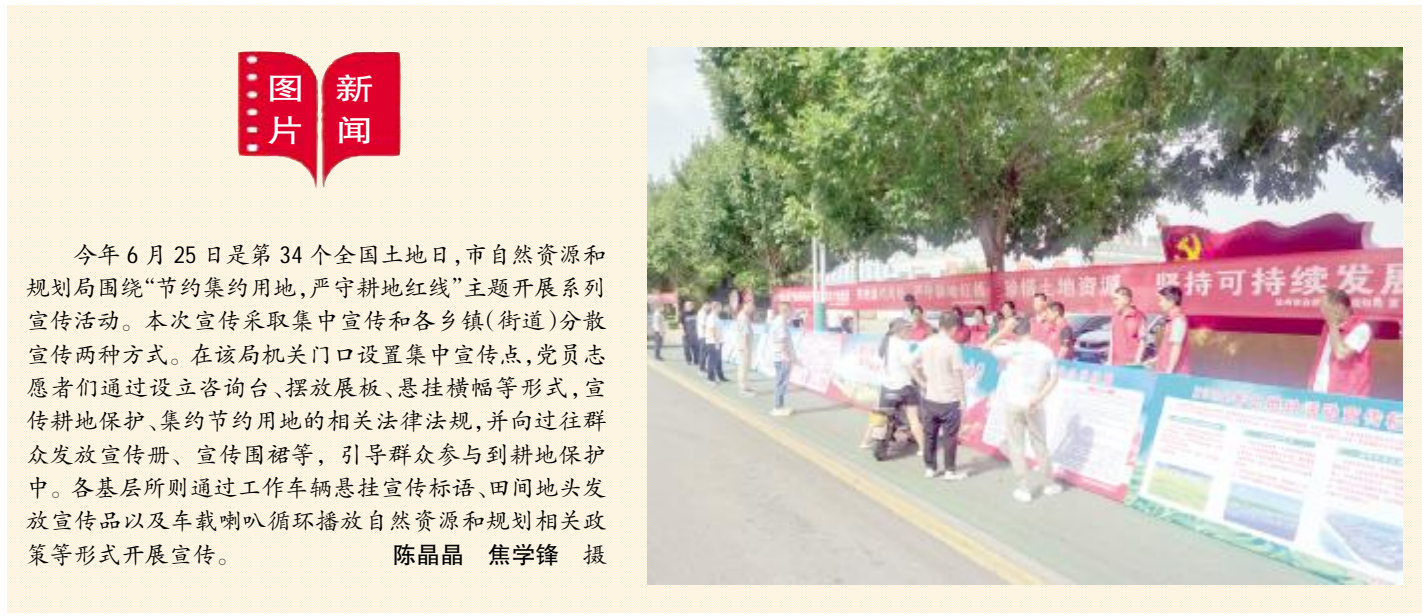 图片
新闻
今年6月25日是第34个全国土地日,市自然资源和
规划局围绕“节约集约用地,严守耕地红线”主题开展系列
宣传活动。本次宣传采取集中宣传和各乡镇(街道)分散
宣传两种方式。在该局机关门口设置集中宣传点,党员志
愿者们通过设立咨询台、摆放展板、悬挂横幅等形式,宣
传耕地保护、集约节约用地的相关法律法规,并向过往群
众发放宣传册、宣传围裙等,引导群众参与到耕地保护
中。各基层所则通过工作车辆悬挂宣传标语、田间地头发
放宣传品以及车载喇叭循环播放自然资源和规划相关政
策等形式开展宣传。
陈晶晶 焦学锋 摄
土地资源 坚持可持续发展